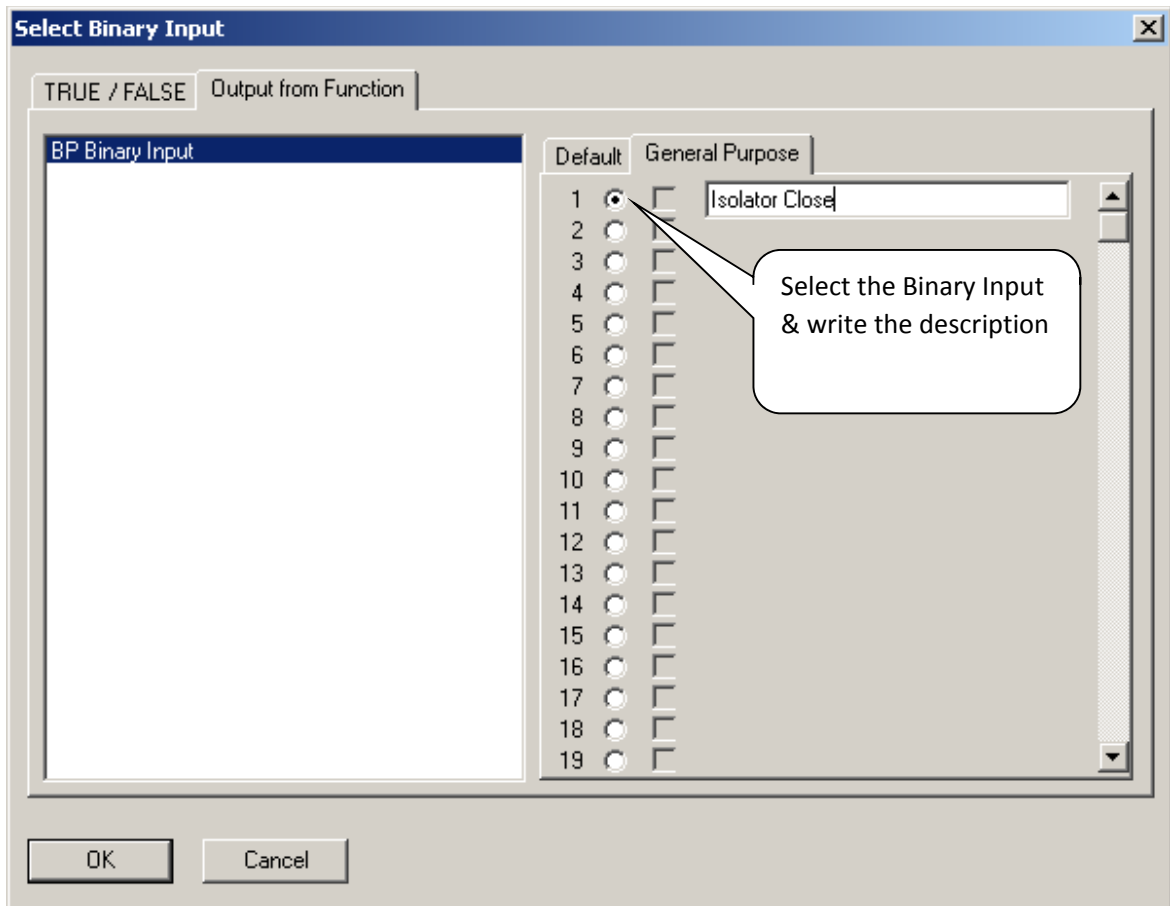 Select Binary Input
TRUE / FALSE Output from Function
BP Binary Input
Default General Purpose
1 Isolator Close
2
3
4
5
6
7
8
9
10
11
12
13
14
15
16
17
18
19
Select the Binary Input
& write the description
OK Cancel